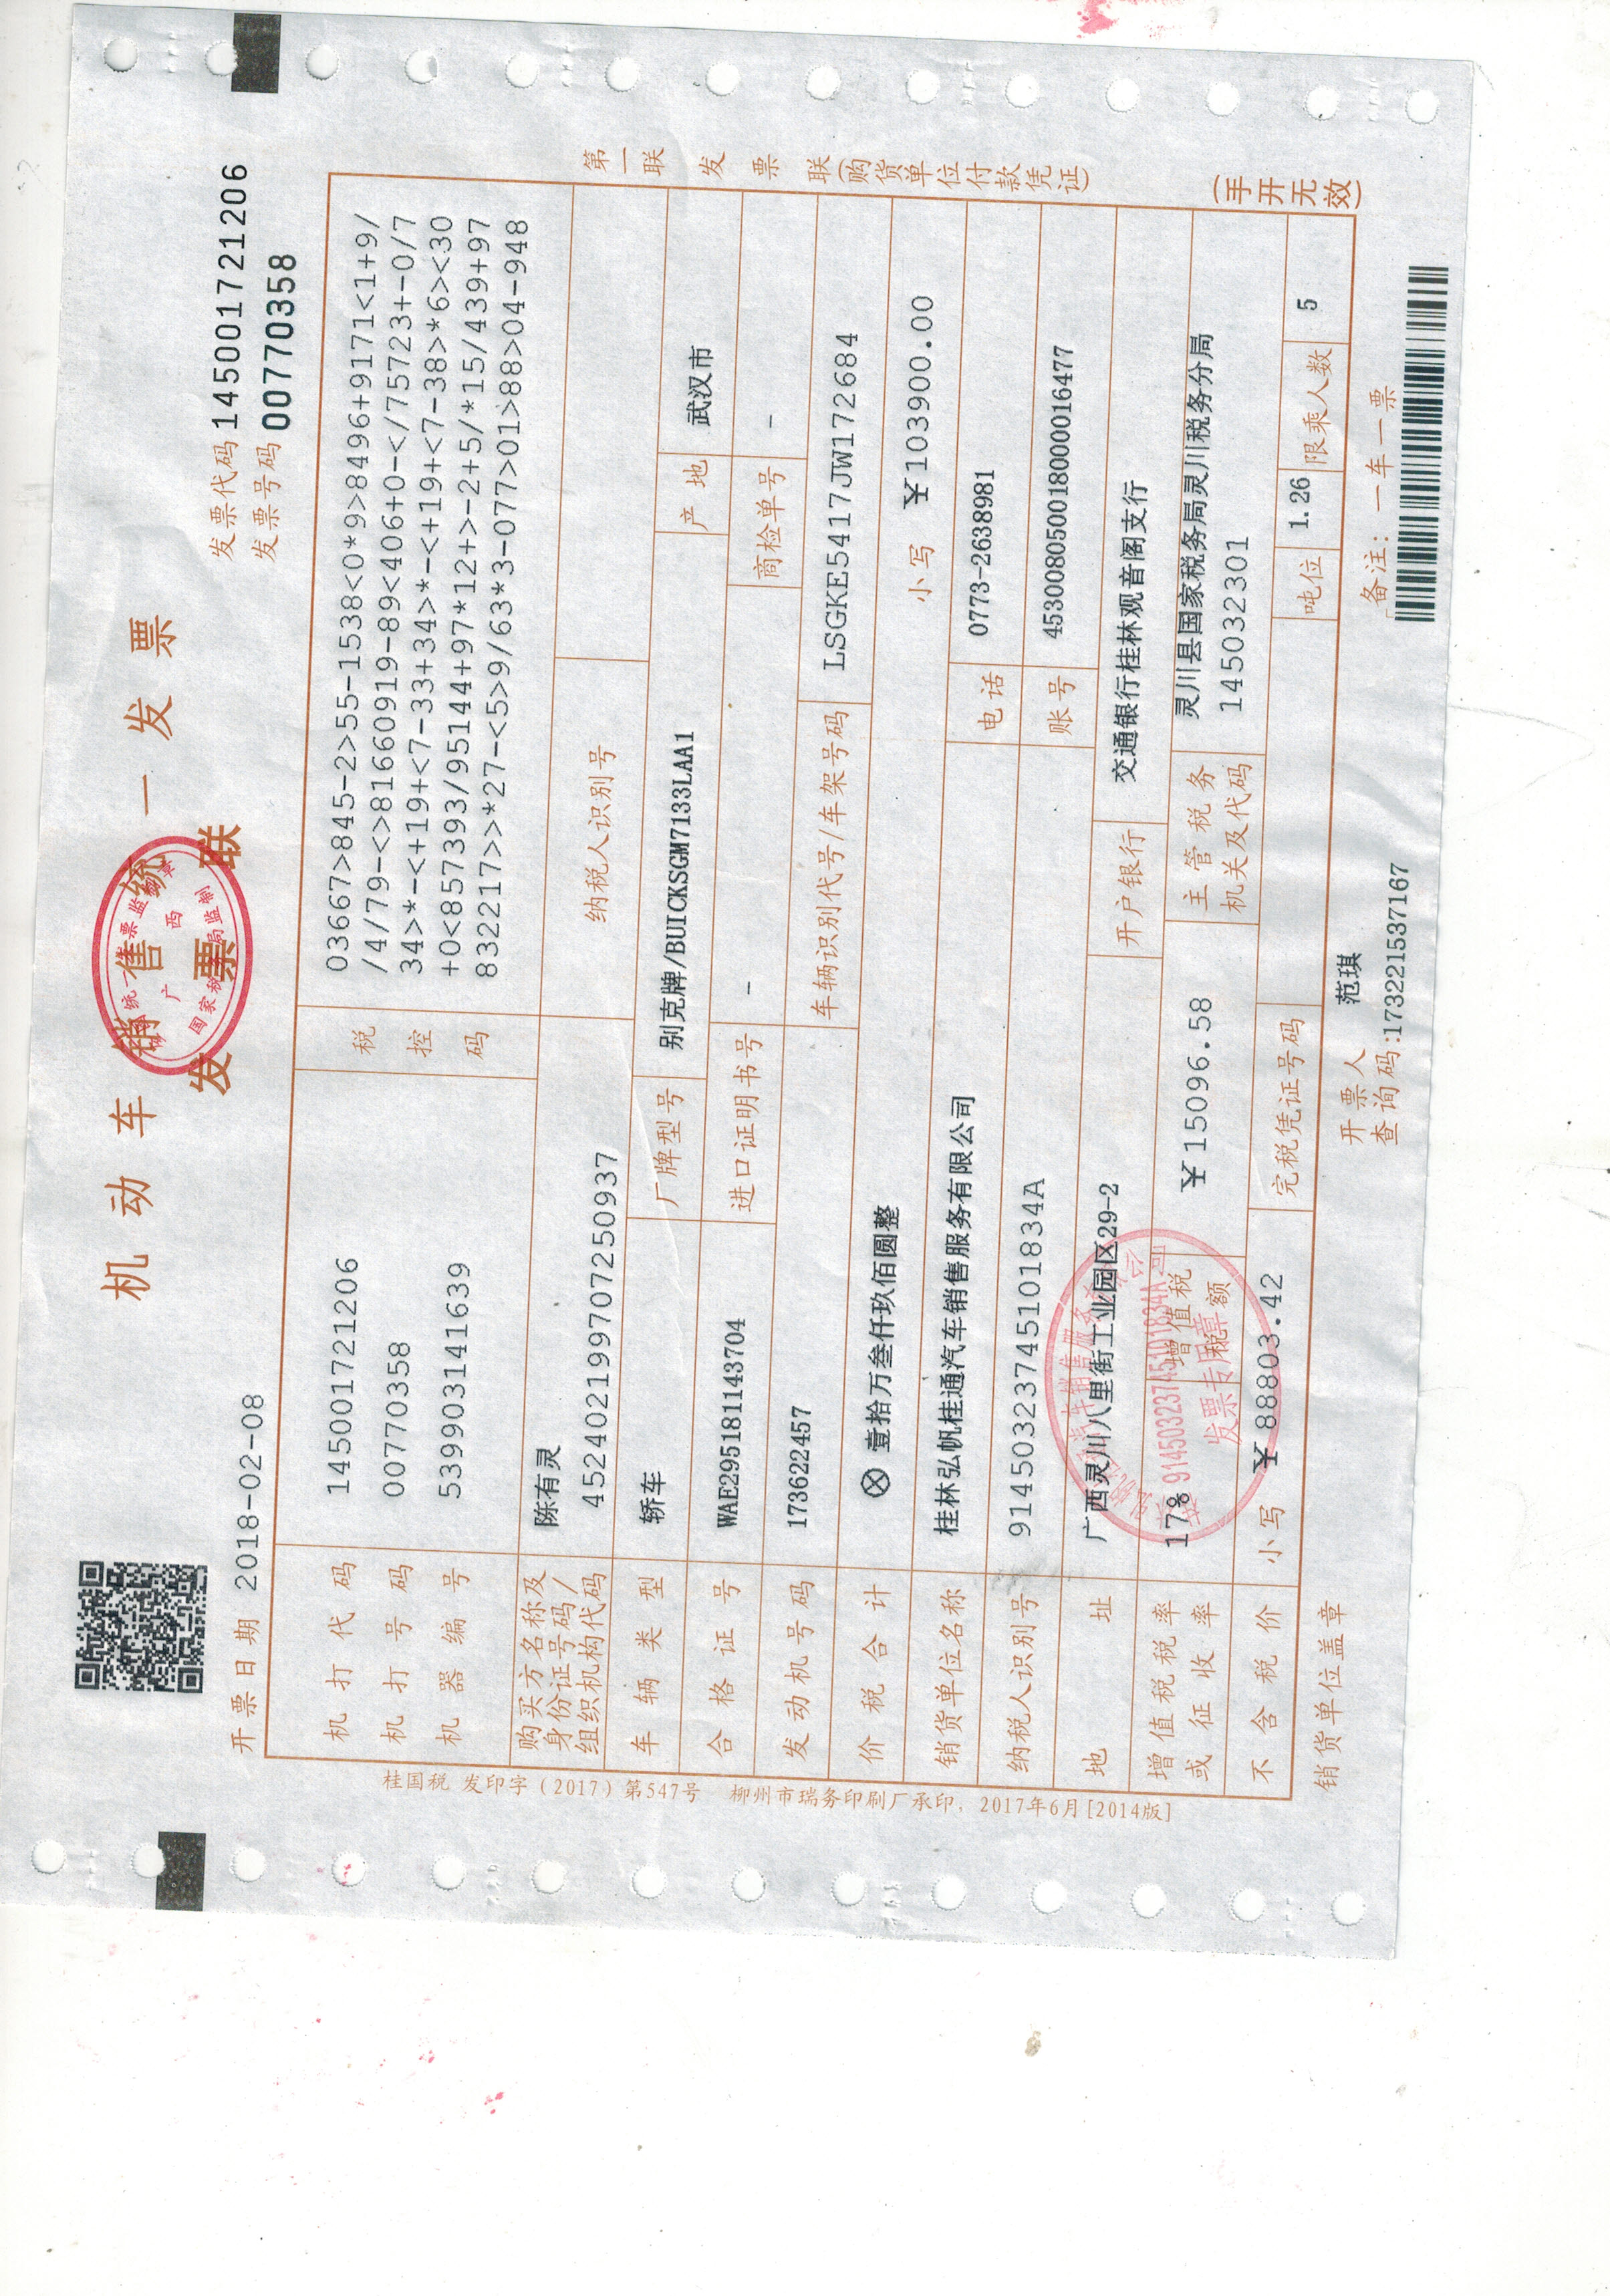 机动车销售统一发票
发票联
发票代码 145001721206
发票号码 00770358
开票日期 2018-02-08
机打代码 145001721206
机打号码 00770358
机器编号 539903141639
税控码
03667>845-2>55-1538<0*9>8496+9171<1+9/
/4/79-<>81660919-89<406+0-</75723+-0/7
34>*-<+19+<7-33+34>*-<+19+<7-38>*6><30
+0<857393/95144+97*12+>-2+5/*15/439+97
832217>>*27-<5>9/63*3-077>01>88>04-948
购买方名称及身份证号码/组织机构代码 陈有灵
452402199707250937
纳税人识别号
车辆类型 轿车 厂牌型号 别克牌/BUICKSGM7133LAA1 产地 武汉市
合格证号 WAE295181143704 进口证明书号 - 商检单号 -
发动机号码 173622457 车辆识别代号/车架号码 LSGKE5417JW172684
价税合计 ⊗壹拾万叁仟玖佰圆整 小写 ¥103900.00
销货单位名称 桂林弘帆桂通汽车销售服务有限公司 电话 0773-2638981
纳税人识别号 91450323745101834A 账号 453008050018000016477
地址 广西灵川八里街工业园区29-2 开户银行 交通银行桂林观音阁支行
增值税税率或征收率 17% 增值税税额 ¥15096.58 主管税务机关及代码 灵川县国家税务局灵川税务分局
145032301
不含税价 小写 ¥88803.42 完税凭证号码 吨位 1.26 限乘人数 5
销货单位盖章 开票人 范琪 备注：一车一票
查询码:173221537167
第一联 发票联(购货单位付款凭证)
(手开无效)
桂国税 发印字（2017）第547号 柳州市瑞务印刷厂承印，2017年6月[2014版]
91450323745101834A
发票专用章